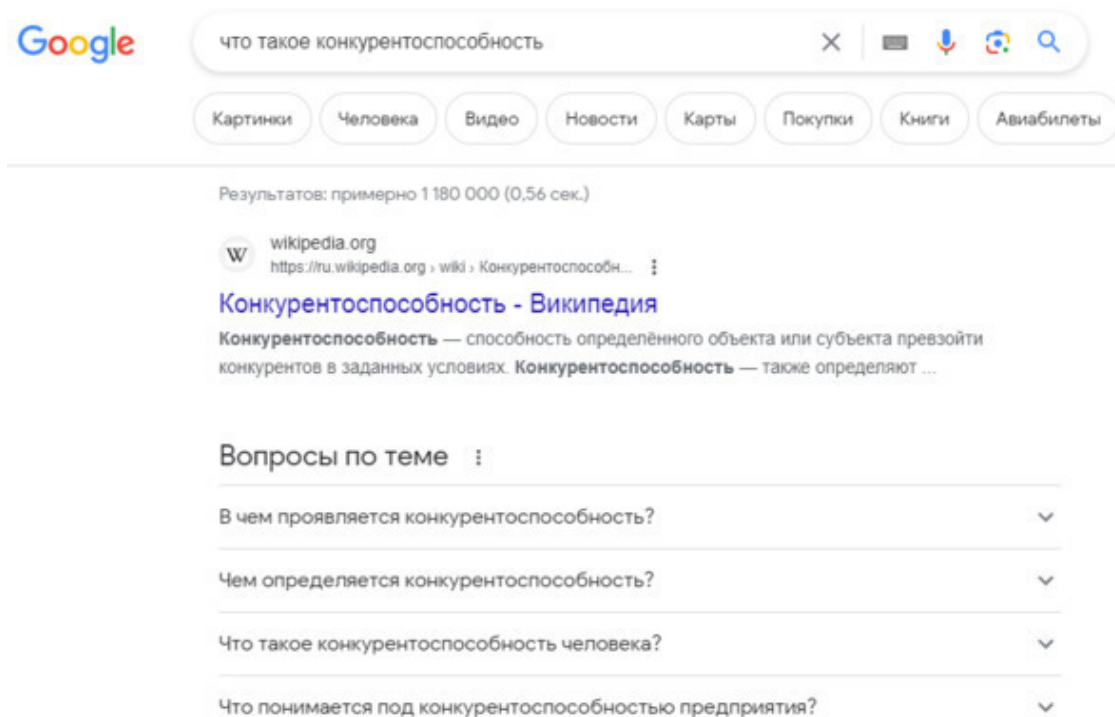 Google
что такое конкурентоспособность
Картинки Человека Видео Новости Карты Покупки Книги Авиабилеты
Результатов: примерно 1 180 000 (0,56 сек.)
W
wikipedia.org
https://ru.wikipedia.org › wiki › Конкурентоспособн...
Конкурентоспособность - Википедия
Конкурентоспособность — способность определённого объекта или субъекта превзойти
конкурентов в заданных условиях. Конкурентоспособность — также определяют ...
Вопросы по теме
В чем проявляется конкурентоспособность?
Чем определяется конкурентоспособность?
Что такое конкурентоспособность человека?
Что понимается под конкурентоспособностью предприятия?